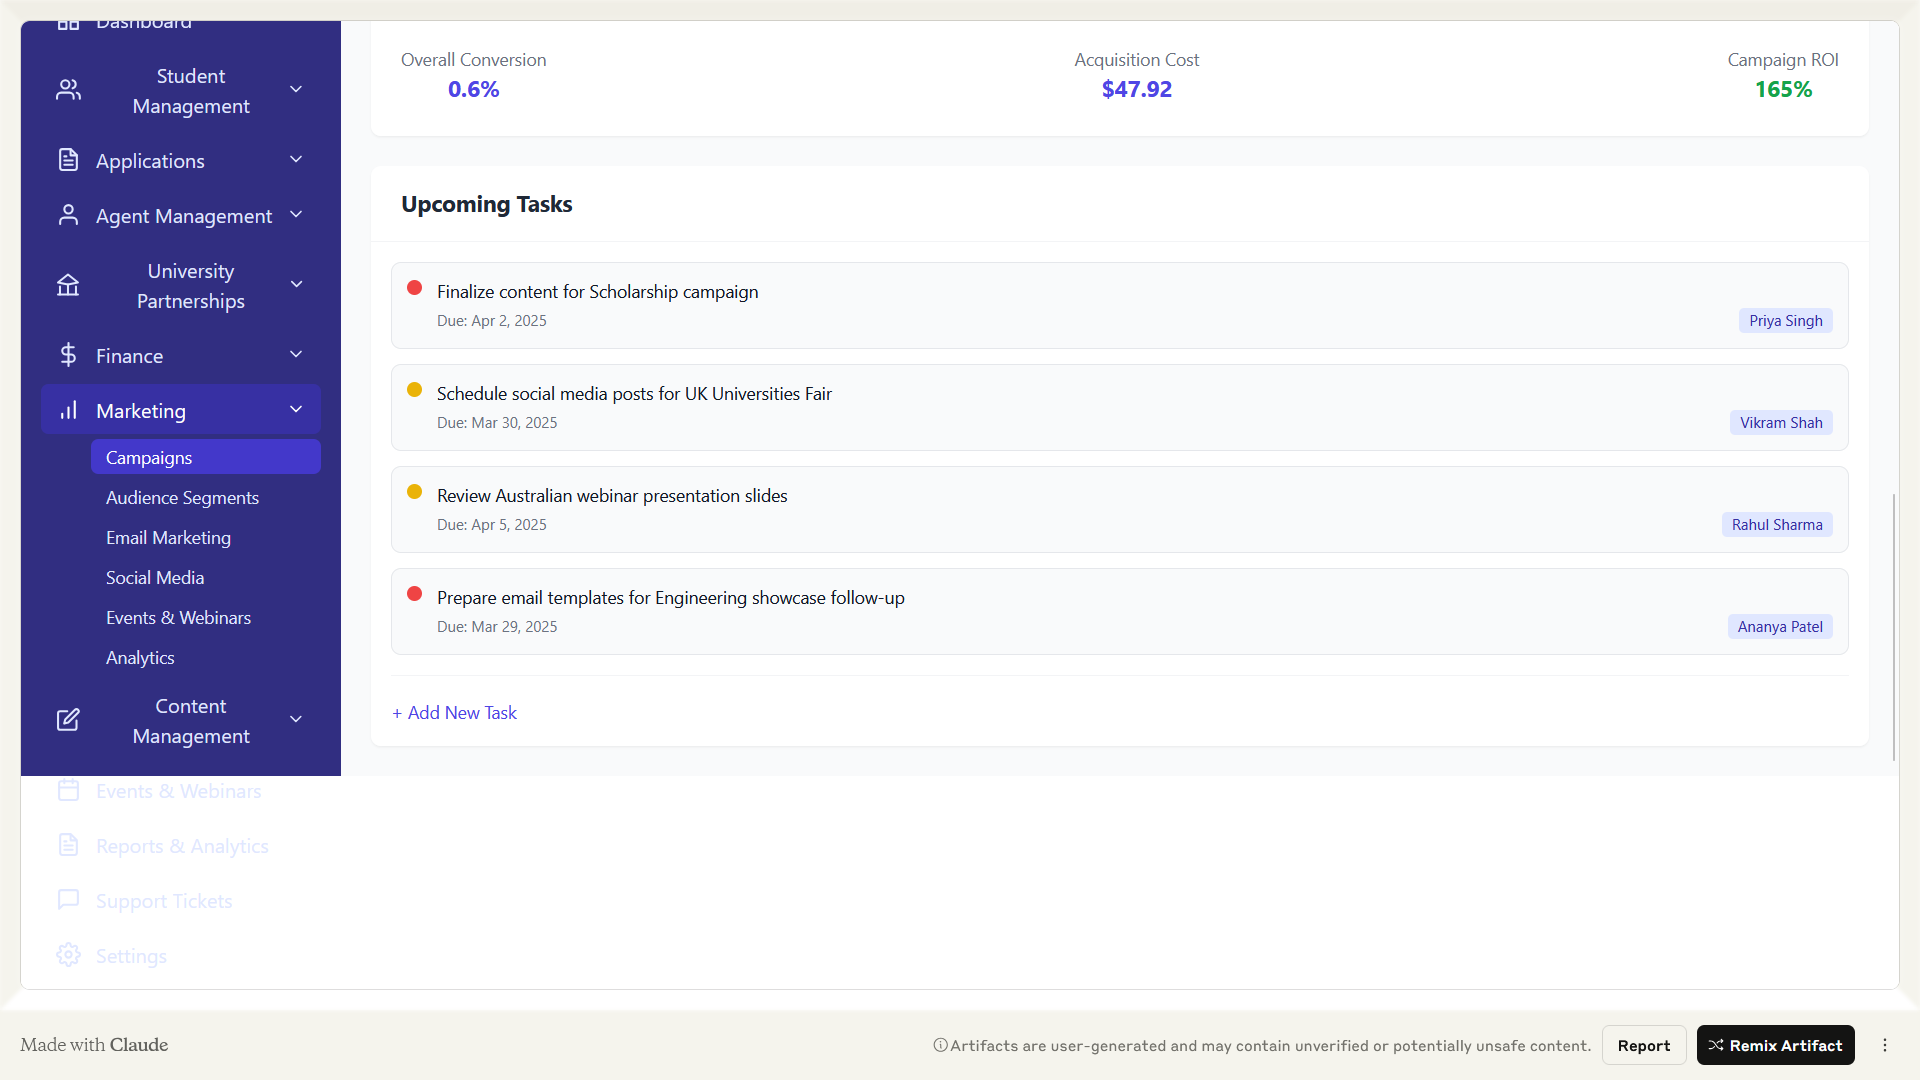 Dashboard
Student
Management
Applications
Agent Management
University
Partnerships
Finance
Marketing
Campaigns
Audience Segments
Email Marketing
Social Media
Events & Webinars
Analytics
Content
Management
Events & Webinars
Reports & Analytics
Support Tickets
Settings
Overall Conversion
0.6%
Acquisition Cost
$47.92
Campaign ROI
165%
Upcoming Tasks
Finalize content for Scholarship campaign
Due: Apr 2, 2025
Priya Singh
Schedule social media posts for UK Universities Fair
Due: Mar 30, 2025
Vikram Shah
Review Australian webinar presentation slides
Due: Apr 5, 2025
Rahul Sharma
Prepare email templates for Engineering showcase follow-up
Due: Mar 29, 2025
Ananya Patel
+ Add New Task
Made with Claude
Artifacts are user-generated and may contain unverified or potentially unsafe content.
Report
Remix Artifact